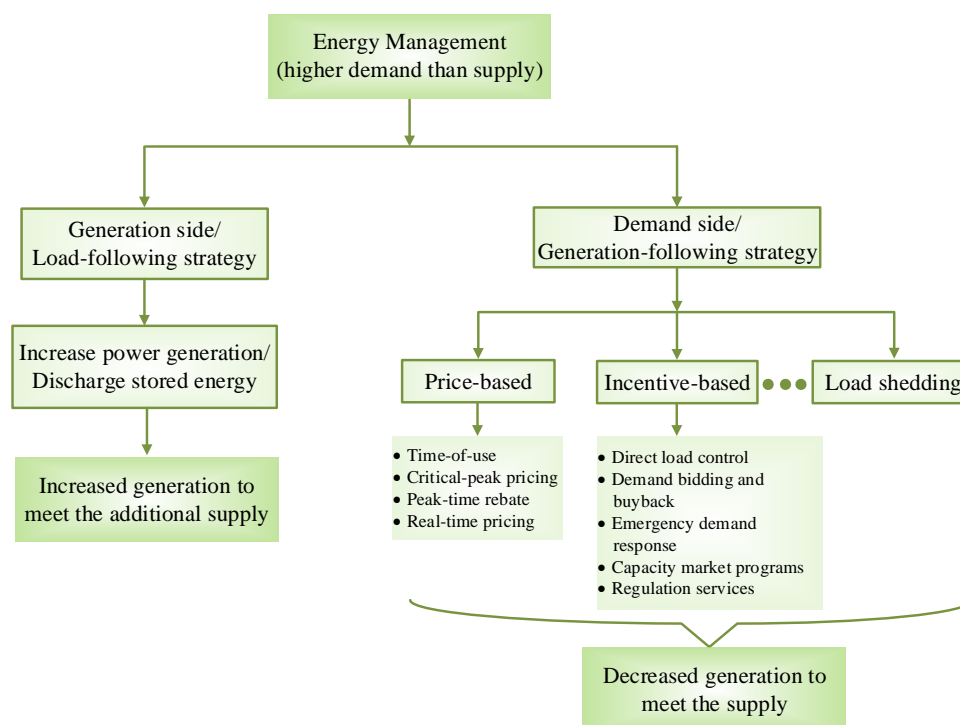 Energy Management
(higher demand than supply)
Generation side/
Load-following strategy
Demand side/
Generation-following strategy
Increase power generation/
Discharge stored energy
Price-based
Incentive-based
Load shedding
Increased generation to
meet the additional supply
• Time-of-use
• Critical-peak pricing
• Peak-time rebate
• Real-time pricing
• Direct load control
• Demand bidding and
buyback
• Emergency demand
response
• Capacity market programs
• Regulation services
Decreased generation to
meet the supply